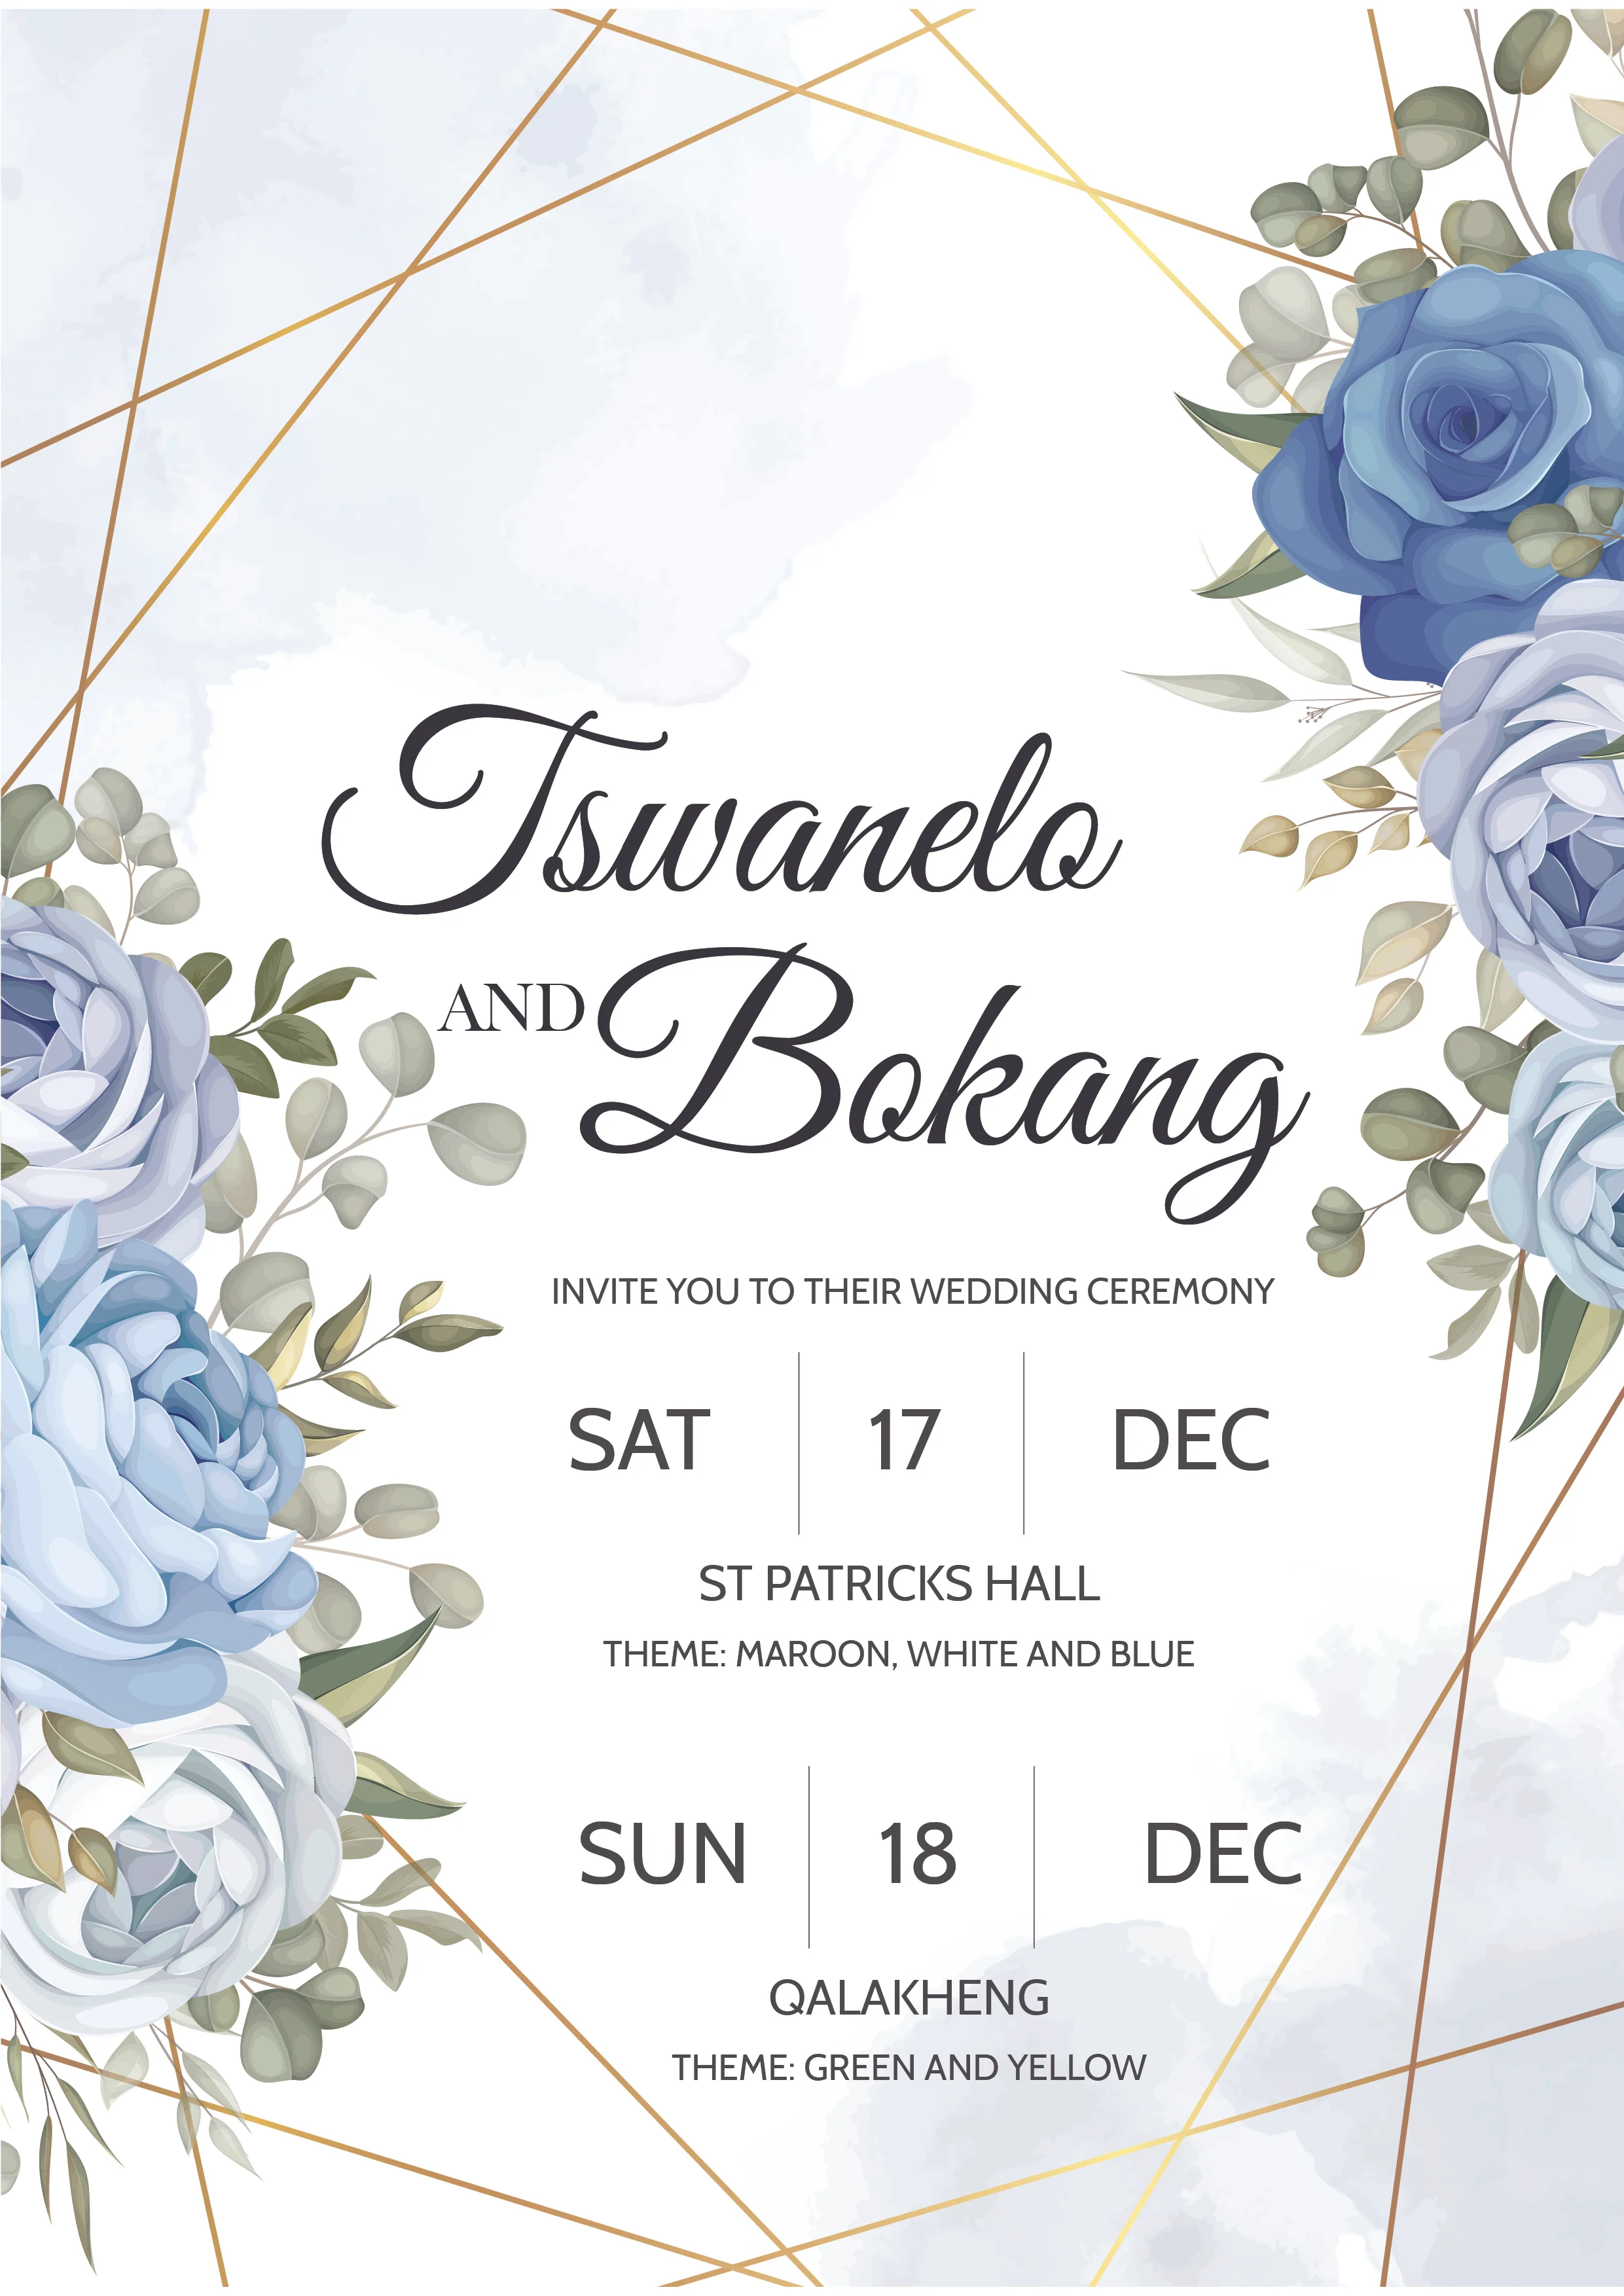 Tswanelo
AND Bokang
INVITE YOU TO THEIR WEDDING CEREMONY
SAT 17 DEC
ST PATRICKS HALL
THEME: MAROON, WHITE AND BLUE
SUN 18 DEC
QALAKHENG
THEME: GREEN AND YELLOW